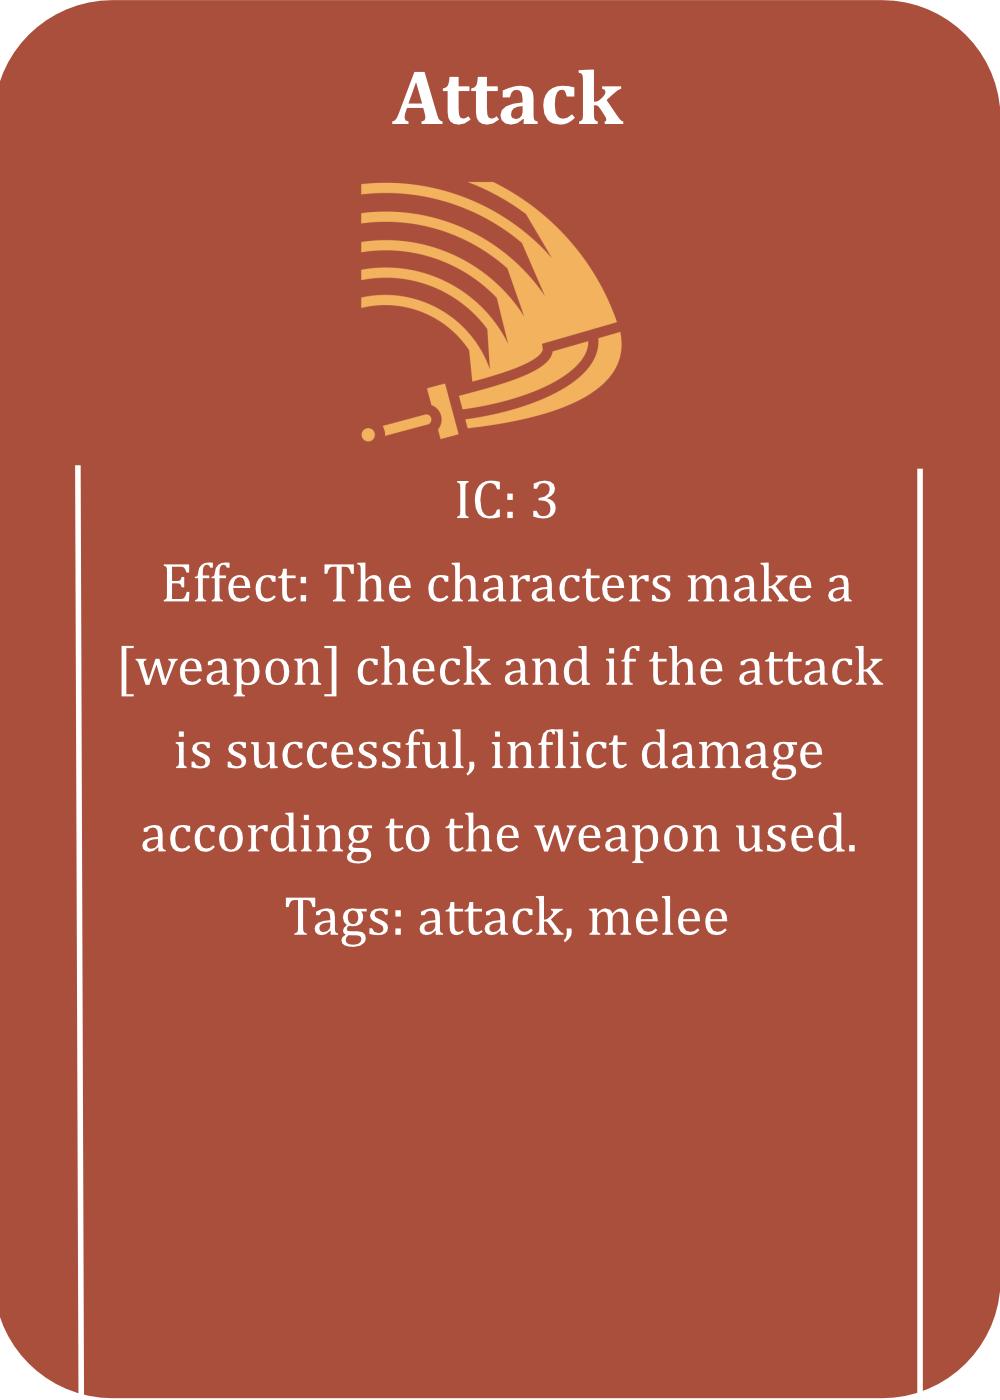 Attack
IC: 3
Effect: The characters make a
[weapon] check and if the attack
is successful, inflict damage
according to the weapon used.
Tags: attack, melee